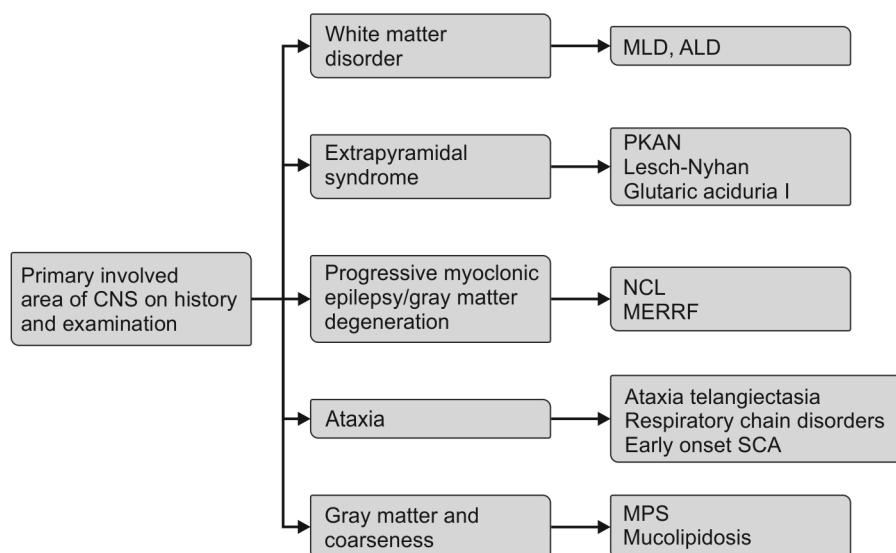 White matter
disorder
MLD, ALD
Extrapyramidal
syndrome
PKAN
Lesch-Nyhan
Glutaric aciduria I
Primary involved
area of CNS on history
and examination
Progressive myoclonic
epilepsy/gray matter
degeneration
NCL
MERRF
Ataxia
Ataxia telangiectasia
Respiratory chain disorders
Early onset SCA
Gray matter and
coarseness
MPS
Mucolipidosis